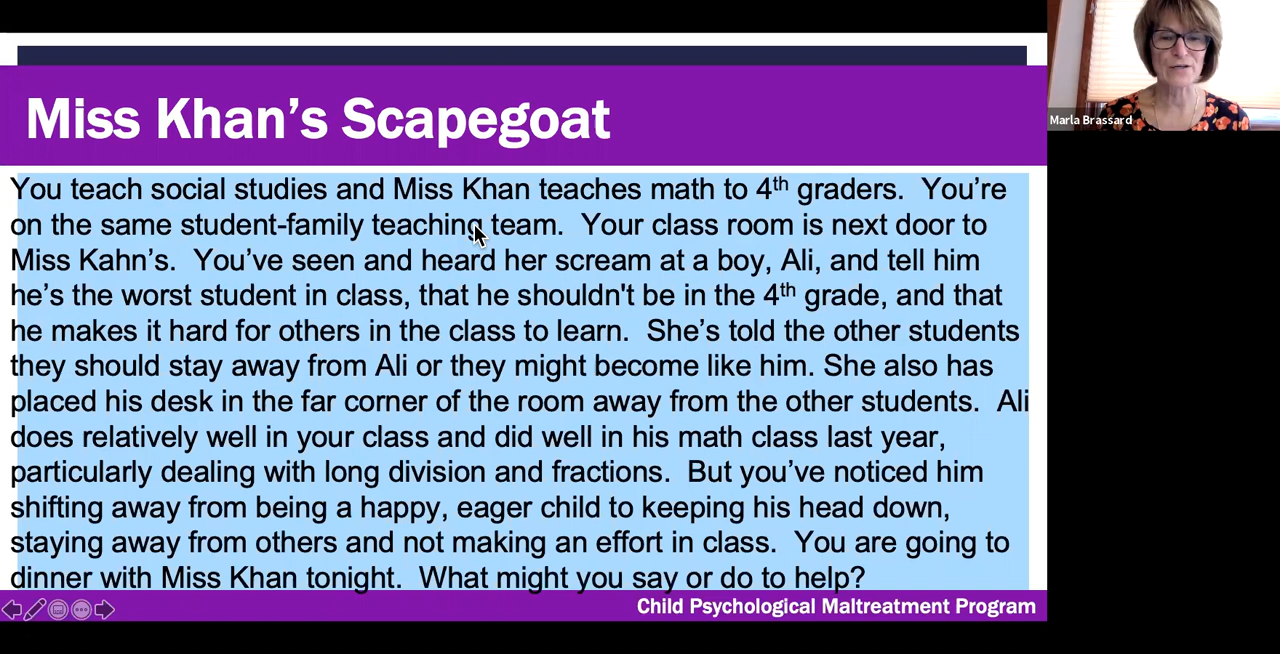 Miss Khan’s Scapegoat
Marla Brassard
You teach social studies and Miss Khan teaches math to 4th graders.  You’re
on the same student-family teaching team.  Your class room is next door to
Miss Kahn’s.  You’ve seen and heard her scream at a boy, Ali, and tell him
he’s the worst student in class, that he shouldn't be in the 4th grade, and that
he makes it hard for others in the class to learn.  She’s told the other students
they should stay away from Ali or they might become like him. She also has
placed his desk in the far corner of the room away from the other students.  Ali
does relatively well in your class and did well in his math class last year,
particularly dealing with long division and fractions.  But you’ve noticed him
shifting away from being a happy, eager child to keeping his head down,
staying away from others and not making an effort in class.  You are going to
dinner with Miss Khan tonight.  What might you say or do to help?
Child Psychological Maltreatment Program